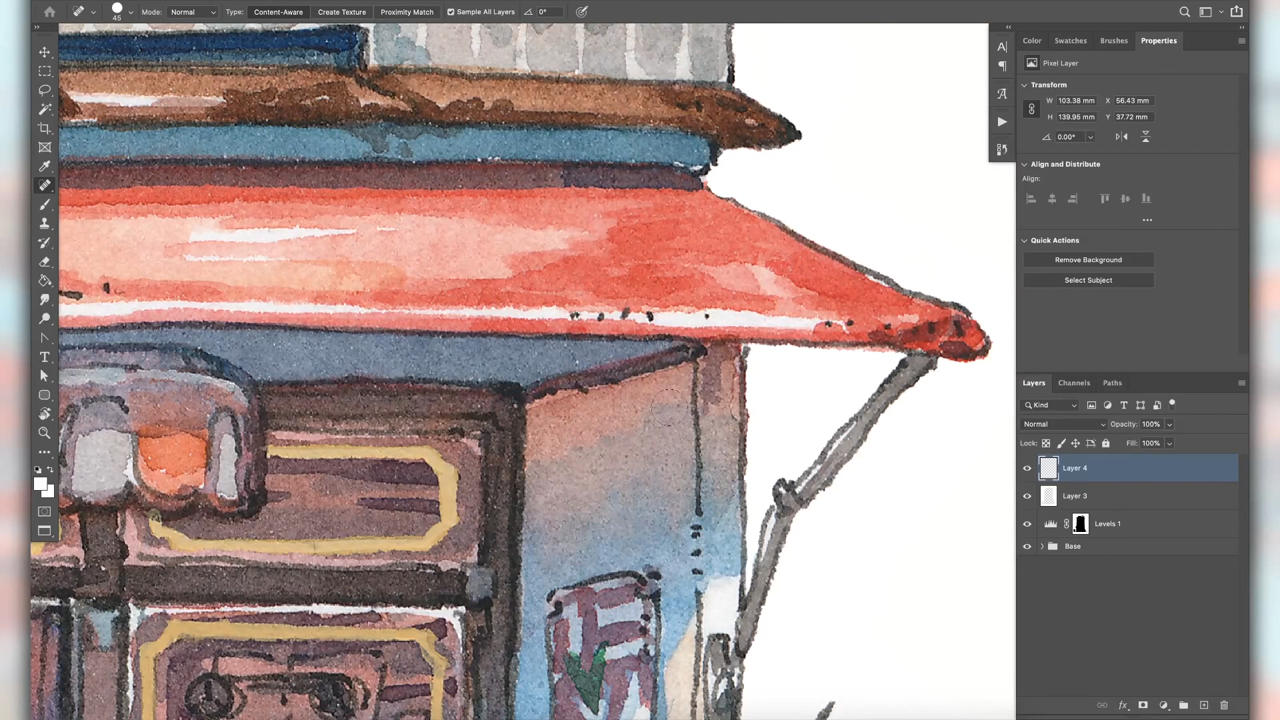 45 Mode: Normal Type: Content-Aware Create Texture Proximity Match Sample All Layers 0°
Color Swatches Brushes Properties
Pixel Layer
Transform
W 103.38 mm X 56.43 mm
H 139.95 mm Y 37.72 mm
0.00°
Align and Distribute
Align:
Quick Actions
Remove Background
Select Subject
Layers Channels Paths
Kind
Normal Opacity: 100%
Lock: Fill: 100%
Layer 4
Layer 3
Levels 1
Base
fx